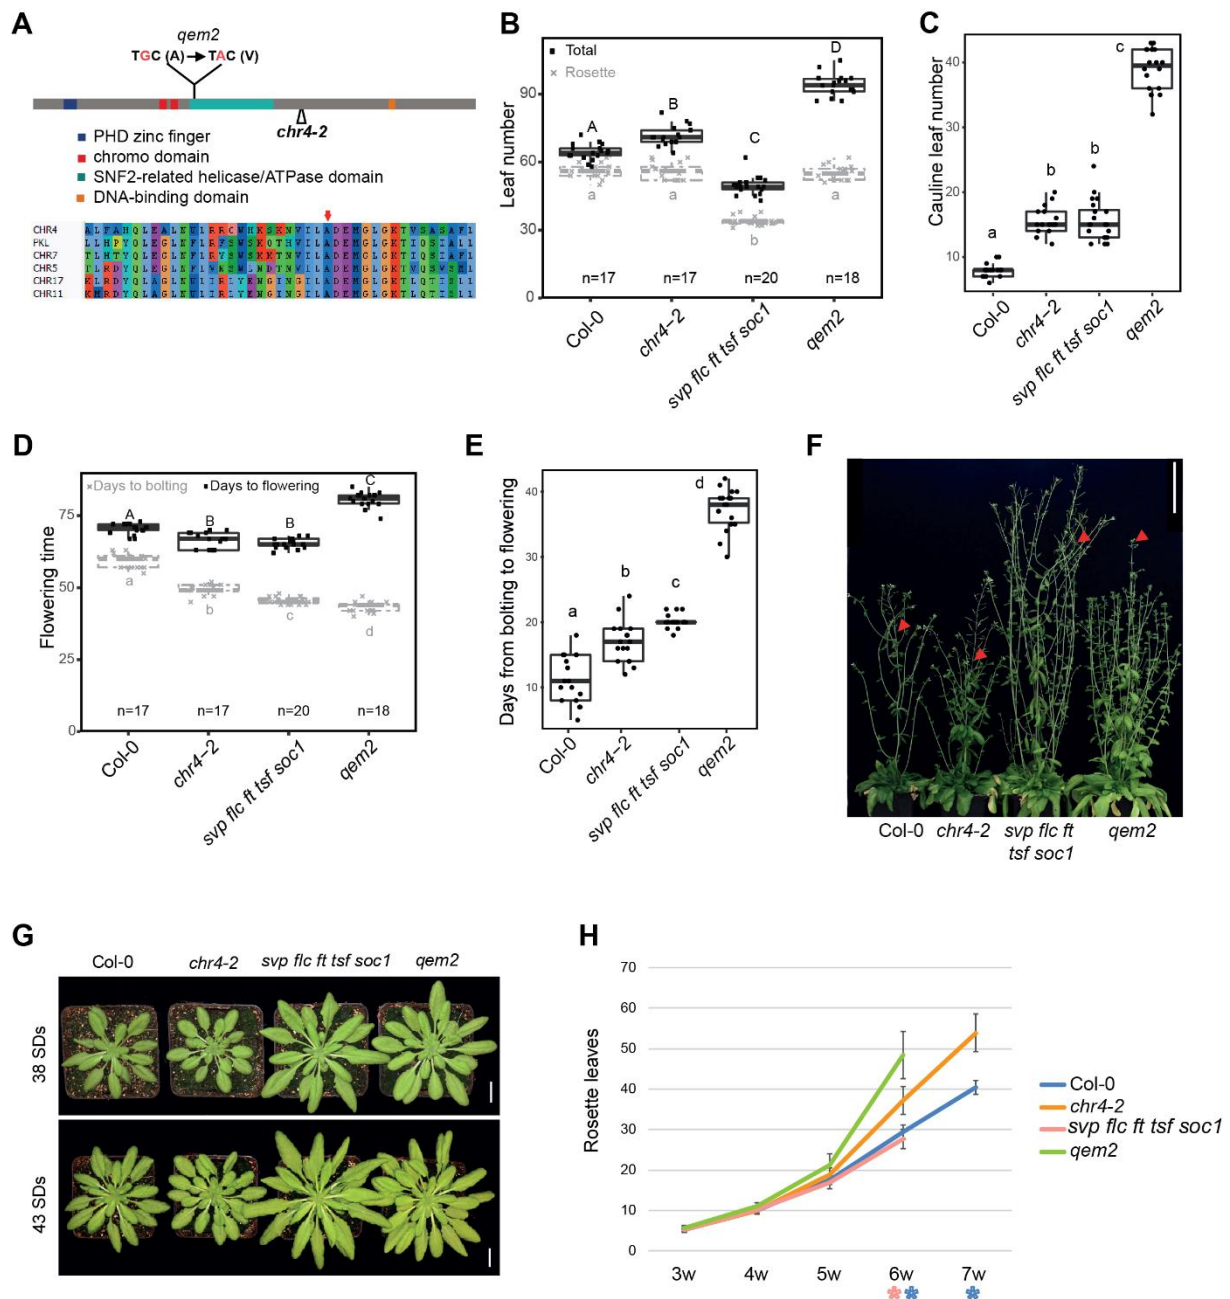 A
qem2
TGC (A) → TAC (V)
chr4-2
PHD zinc finger
chromo domain
SNF2-related helicase/ATPase domain
DNA-binding domain
CHR4
PKL
CHR7
CHR5
CHR17
CHR11
B
Total
Rosette
Leaf number
90
60
30
0
A
B
C
D
a
a
b
a
n=17
n=17
n=20
n=18
Col-0
chr4-2
svp flc ft tsf soc1
qem2
C
Cauline leaf number
40
30
20
10
a
b
b
c
Col-0
chr4-2
svp flc ft tsf soc1
qem2
D
Days to bolting
Days to flowering
Flowering time
75
50
25
0
A
B
B
C
a
b
c
d
n=17
n=17
n=20
n=18
Col-0
chr4-2
svp flc ft tsf soc1
qem2
E
Days from bolting to flowering
40
30
20
10
a
b
c
d
Col-0
chr4-2
svp flc ft tsf soc1
qem2
F
Col-0
chr4-2
svp flc ft
tsf soc1
qem2
G
Col-0
chr4-2
svp flc ft tsf soc1
qem2
38 SDs
43 SDs
H
Rosette leaves
70
60
50
40
30
20
10
0
3w
4w
5w
6w
7w
* *
*
Col-0
chr4-2
svp flc ft tsf soc1
qem2